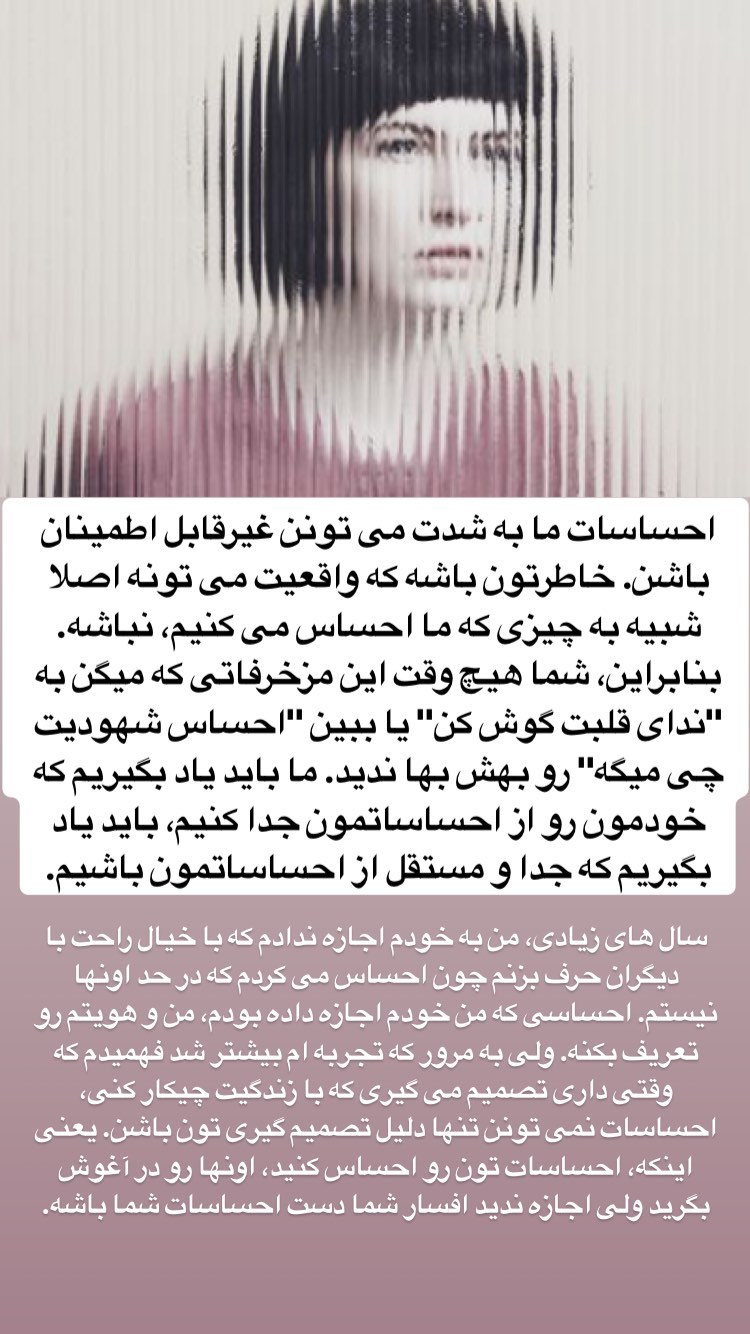 احساسات ما به شدت می تونن غیرقابل اطمینان
باشن. خاطرتون باشه که واقعیت می تونه اصلا
شبیه به چیزی که ما احساس می کنیم، نباشه.
بنابراین، شما هیچ وقت این مزخرفاتی که میگن به
"ندای قلبت گوش کن" یا ببین "احساس شهودیت
چی میگه" رو بهش بها ندید. ما باید یاد بگیریم که
خودمون رو از احساساتمون جدا کنیم، باید یاد
بگیریم که جدا و مستقل از احساساتمون باشیم.
سال های زیادی، من به خودم اجازه ندادم که با خیال راحت با
دیگران حرف بزنم چون احساس می کردم که در حد اونها
نیستم. احساسی که من خودم اجازه داده بودم، من و هویتم رو
تعریف بکنه. ولی به مرور که تجربه ام بیشتر شد فهمیدم که
وقتی داری تصمیم می گیری که با زندگیت چیکار کنی،
احساسات نمی تونن تنها دلیل تصمیم گیری تون باشن. یعنی
اینکه، احساسات تون رو احساس کنید، اونها رو در آغوش
بگرید ولی اجازه ندید افسار شما دست احساسات شما باشه.